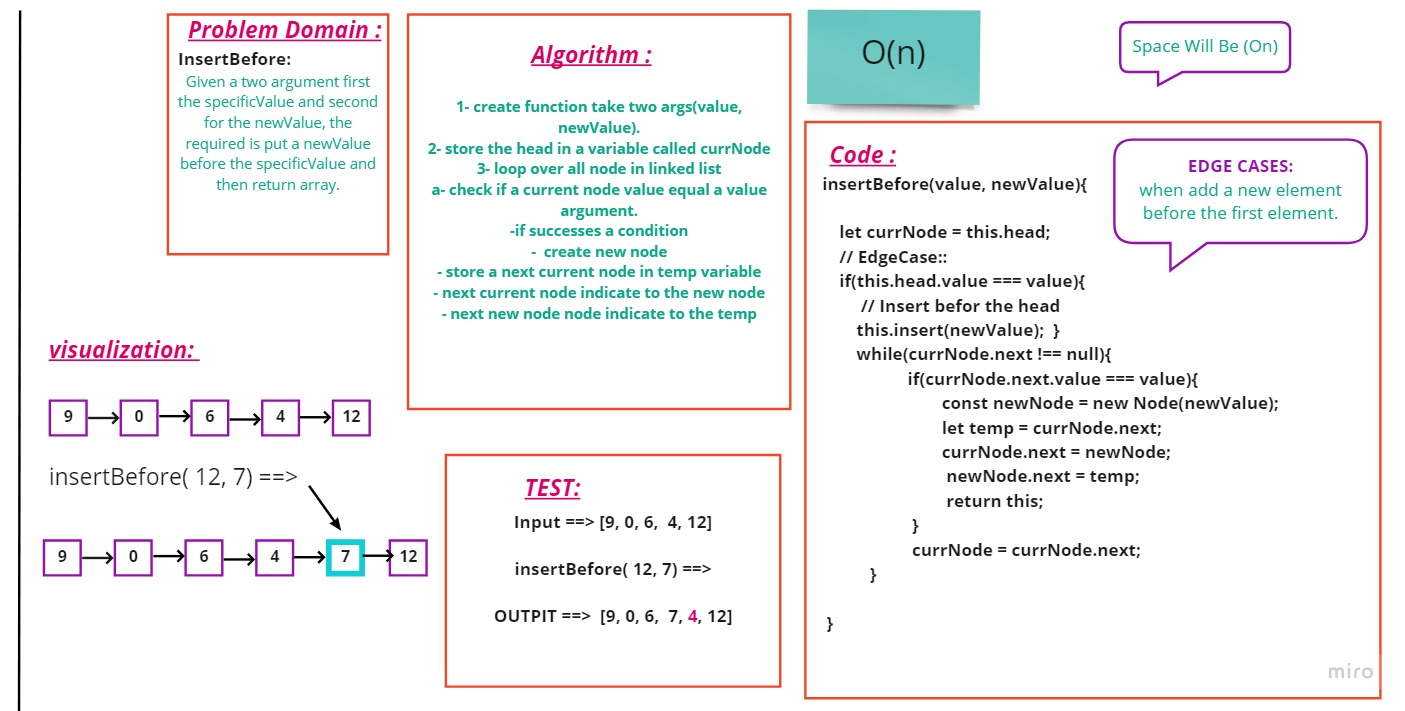 Problem Domain :
InsertBefore:
Given a two argument first
the specificValue and second
for the newValue, the
required is put a newValue
before the specificValue and
then return array.
Algorithm :
1- create function take two args(value,
newValue).
2- store the head in a variable called currNode
3- loop over all node in linked list
a- check if a current node value equal a value
argument.
-if successes a condition
- create new node
- store a next current node in temp variable
- next current node indicate to the new node
- next new node node indicate to the temp
O(n)
Space Will Be (On)
Code :
insertBefore(value, newValue){
let currNode = this.head;
// EdgeCase::
if(this.head.value === value){
// Insert befor the head
this.insert(newValue); }
while(currNode.next !== null){
if(currNode.next.value === value){
const newNode = new Node(newValue);
let temp = currNode.next;
currNode.next = newNode;
newNode.next = temp;
return this;
}
currNode = currNode.next;
}
}
EDGE CASES:
when add a new element
before the first element.
visualization:
9 0 6 4 12
insertBefore( 12, 7) ==>
9 0 6 4 7 12
TEST:
Input ==> [9, 0, 6, 4, 12]
insertBefore( 12, 7) ==>
OUTPIT ==> [9, 0, 6, 7, 4, 12]
miro